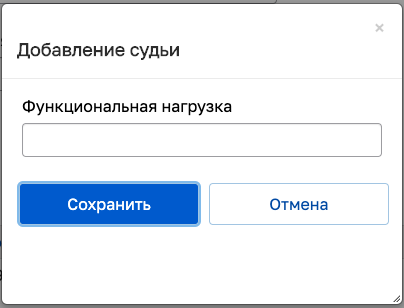 ×
Добавление судьи
Функциональная нагрузка
Сохранить
Отмена